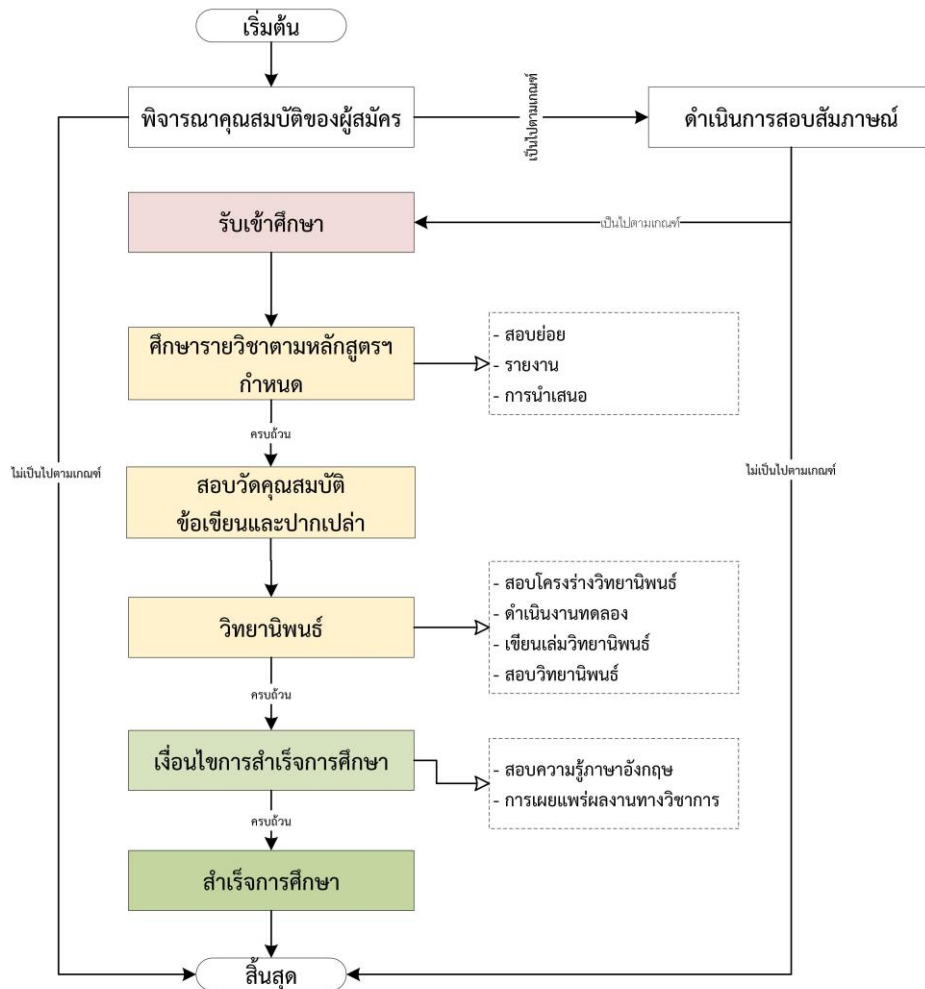 เริ่มต้น
พิจารณาคุณสมบัติของผู้สมัคร
เป็นไปตามเกณฑ์
ดำเนินการสอบสัมภาษณ์
รับเข้าศึกษา
เป็นไปตามเกณฑ์
ศึกษารายวิชาตามหลักสูตรฯ
กำหนด
- สอบย่อย
- รายงาน
- การนำเสนอ
ครบถ้วน
ไม่เป็นไปตามเกณฑ์
ไม่เป็นไปตามเกณฑ์
สอบวัดคุณสมบัติ
ข้อเขียนและปากเปล่า
วิทยานิพนธ์
- สอบโครงร่างวิทยานิพนธ์
- ดำเนินงานทดลอง
- เขียนเล่มวิทยานิพนธ์
- สอบวิทยานิพนธ์
ครบถ้วน
เงื่อนไขการสำเร็จการศึกษา
- สอบความรู้ภาษาอังกฤษ
- การเผยแพร่ผลงานทางวิชาการ
ครบถ้วน
สำเร็จการศึกษา
สิ้นสุด